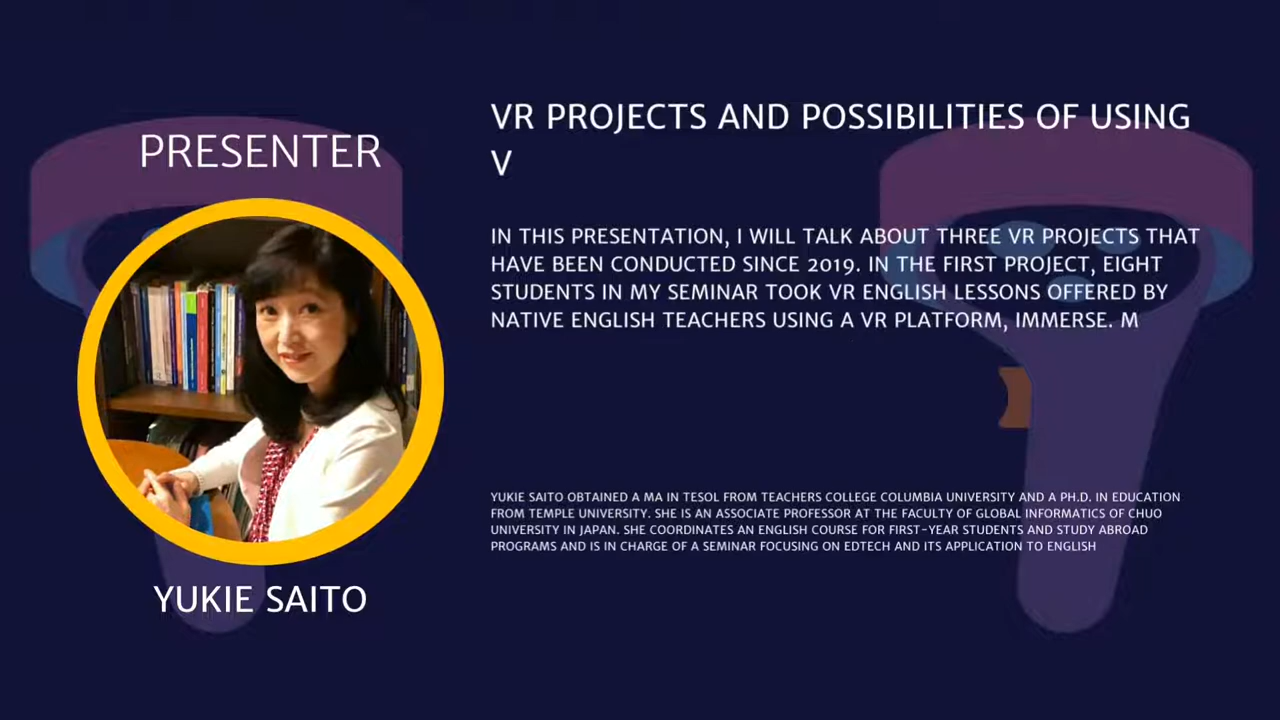 PRESENTER
YUKIE SAITO
VR PROJECTS AND POSSIBILITIES OF USING
V
IN THIS PRESENTATION, I WILL TALK ABOUT THREE VR PROJECTS THAT
HAVE BEEN CONDUCTED SINCE 2019. IN THE FIRST PROJECT, EIGHT
STUDENTS IN MY SEMINAR TOOK VR ENGLISH LESSONS OFFERED BY
NATIVE ENGLISH TEACHERS USING A VR PLATFORM, IMMERSE. M
YUKIE SAITO OBTAINED A MA IN TESOL FROM TEACHERS COLLEGE COLUMBIA UNIVERSITY AND A PH.D. IN EDUCATION
FROM TEMPLE UNIVERSITY. SHE IS AN ASSOCIATE PROFESSOR AT THE FACULTY OF GLOBAL INFORMATICS OF CHUO
UNIVERSITY IN JAPAN. SHE COORDINATES AN ENGLISH COURSE FOR FIRST-YEAR STUDENTS AND STUDY ABROAD
PROGRAMS AND IS IN CHARGE OF A SEMINAR FOCUSING ON EDTECH AND ITS APPLICATION TO ENGLISH